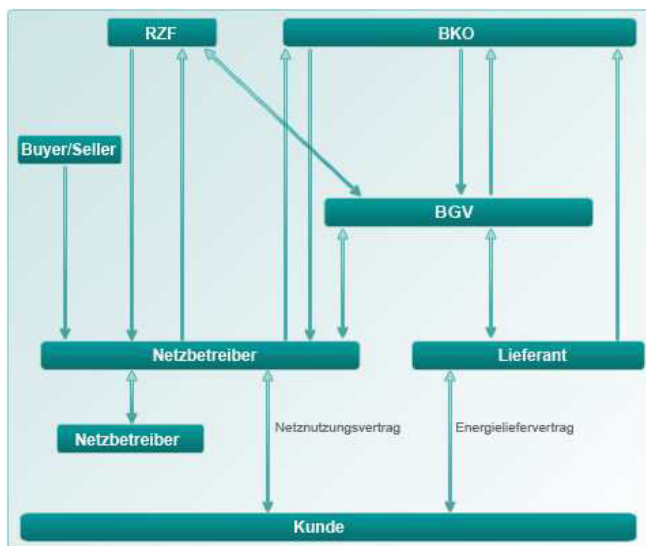 RZF
BKO
Buyer/Seller
BGV
Netzbetreiber
Lieferant
Netznutzungsvertrag
Energieliefervertrag
Netzbetreiber
Kunde